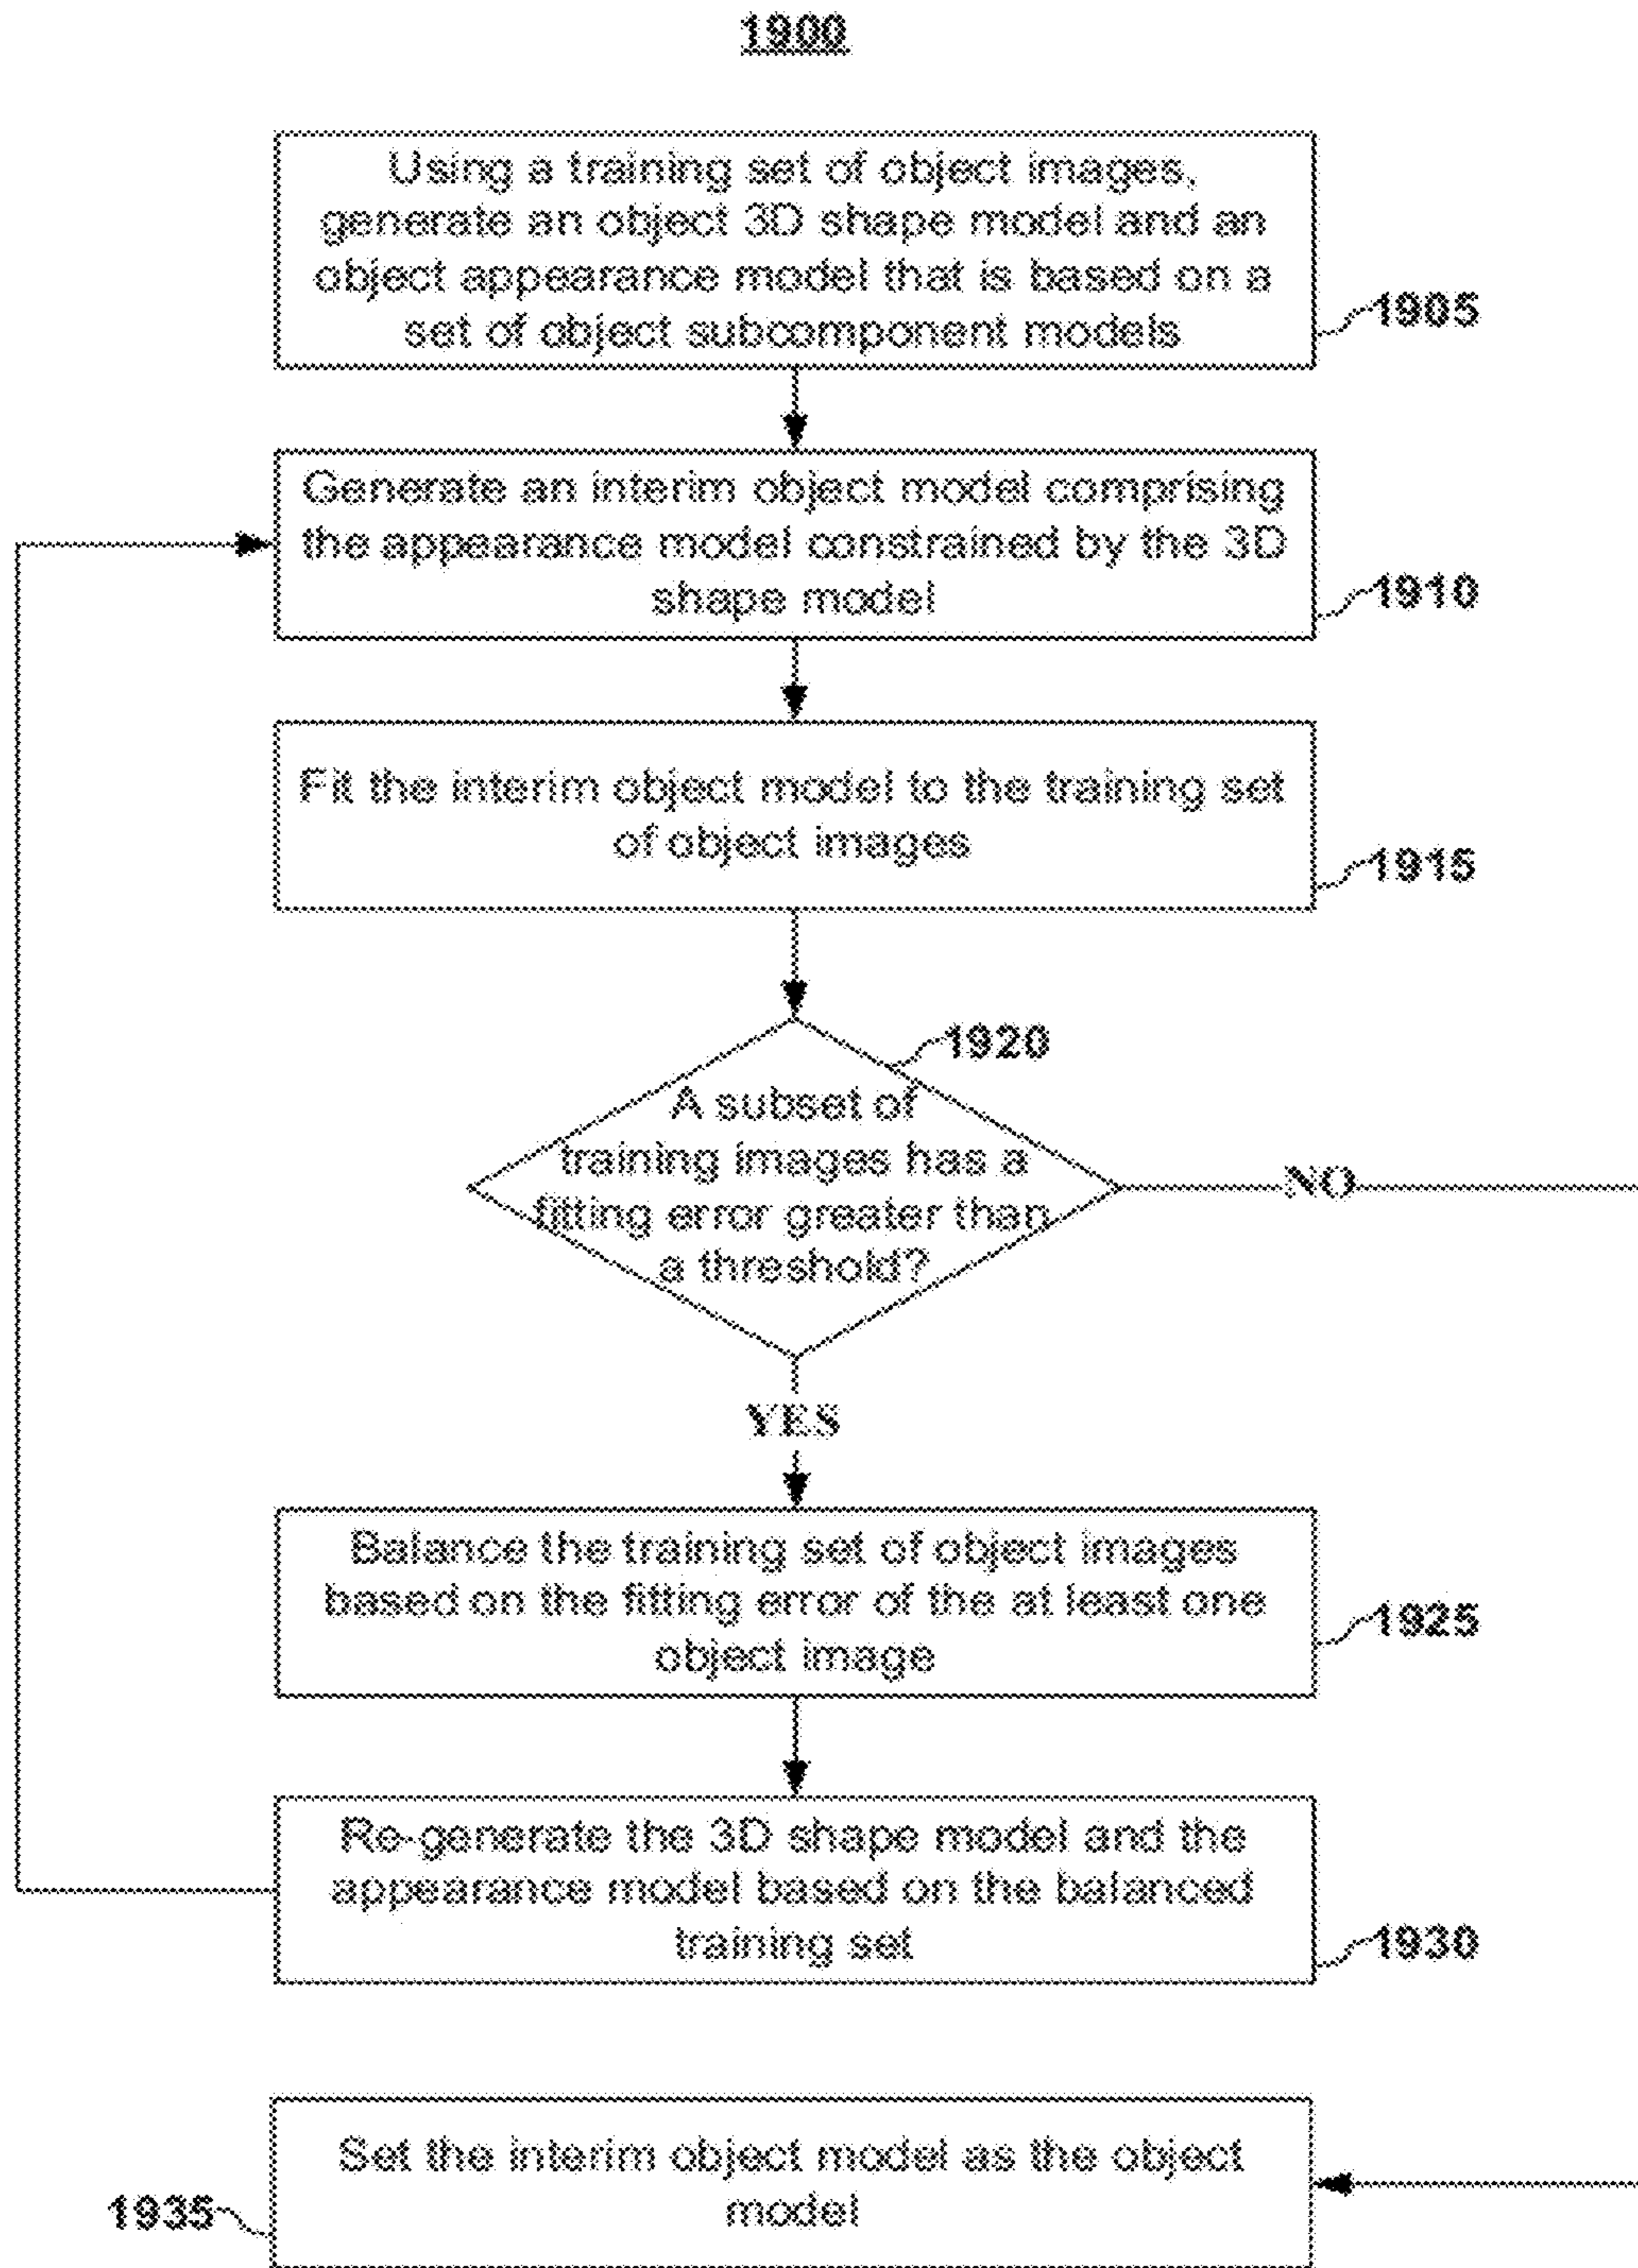 1900
Using a training set of object images,
generate an object 3D shape model and an
object appearance model that is based on a
set of object subcomponent models
1905
Generate an interim object model comprising
the appearance model constrained by the 3D
shape model
1910
Fit the interim object model to the training set
of object images
1915
1920
A subset of
training images has a
fitting error greater than
a threshold?
NO
YES
Balance the training set of object images
based on the fitting error of the at least one
object image
1925
Re-generate the 3D shape model and the
appearance model based on the balanced
training set
1930
Set the interim object model as the object
model
1935